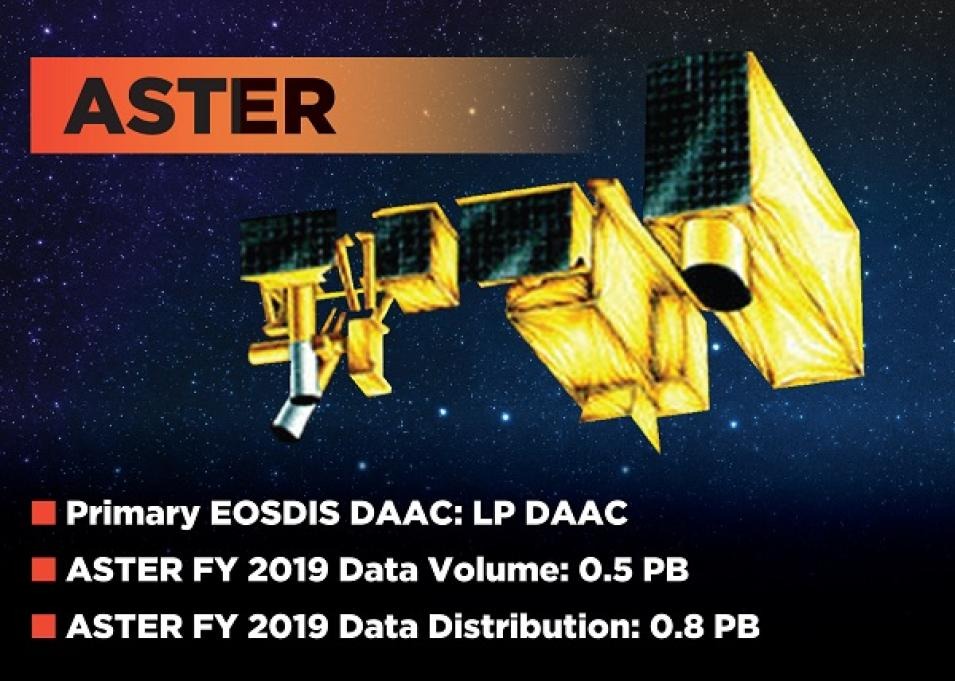 ASTER
Primary EOSDIS DAAC: LP DAAC
ASTER FY 2019 Data Volume: 0.5 PB
ASTER FY 2019 Data Distribution: 0.8 PB